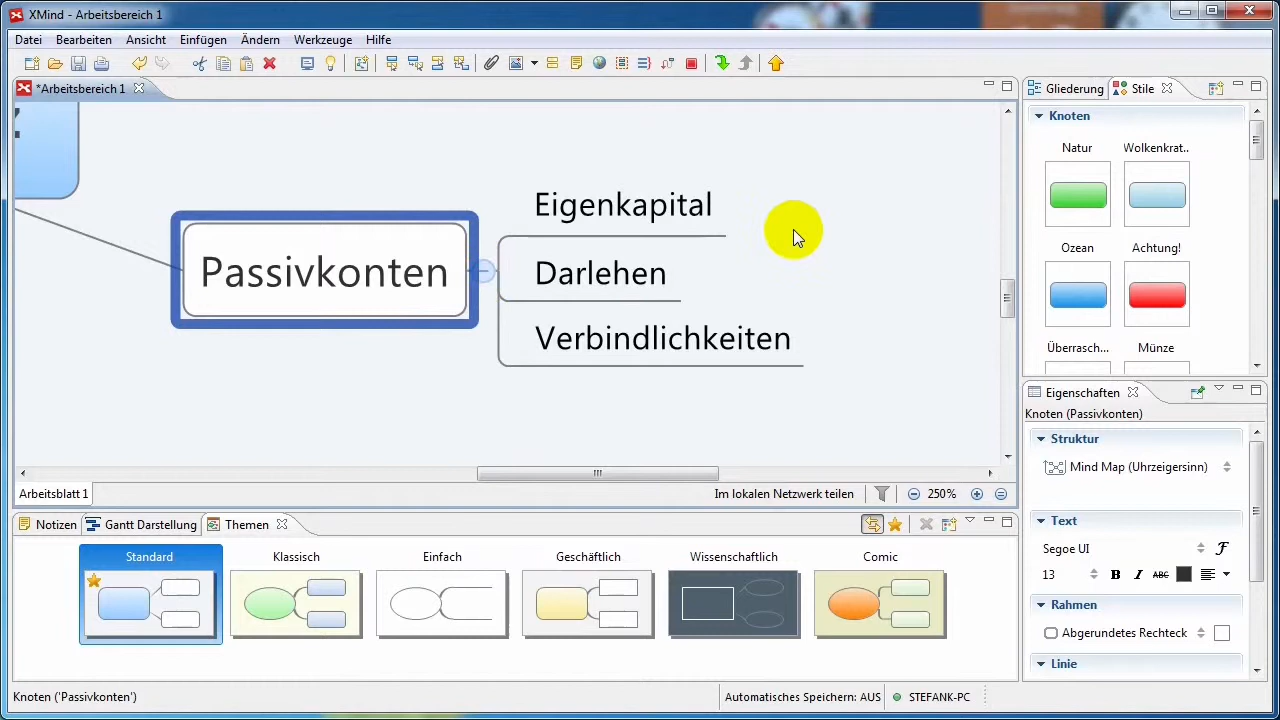 XMind - Arbeitsbereich 1
Datei Bearbeiten Ansicht Einfügen Ändern Werkzeuge Hilfe
*Arbeitsbereich 1
Z
Passivkonten
Eigenkapital
Darlehen
Verbindlichkeiten
Arbeitsblatt 1
Im lokalen Netzwerk teilen
250%
Gliederung
Stile
Knoten
Natur
Wolkenkrat..
Ozean
Achtung!
Überrasch...
Münze
Eigenschaften
Knoten (Passivkonten)
Struktur
Mind Map (Uhrzeigersinn)
Text
Segoe UI
13
B I ABC
Rahmen
Abgerundetes Rechteck
Linie
Notizen
Gantt Darstellung
Themen
Standard
Klassisch
Einfach
Geschäftlich
Wissenschaftlich
Comic
Knoten ('Passivkonten')
Automatisches Speichern: AUS
STEFANK-PC